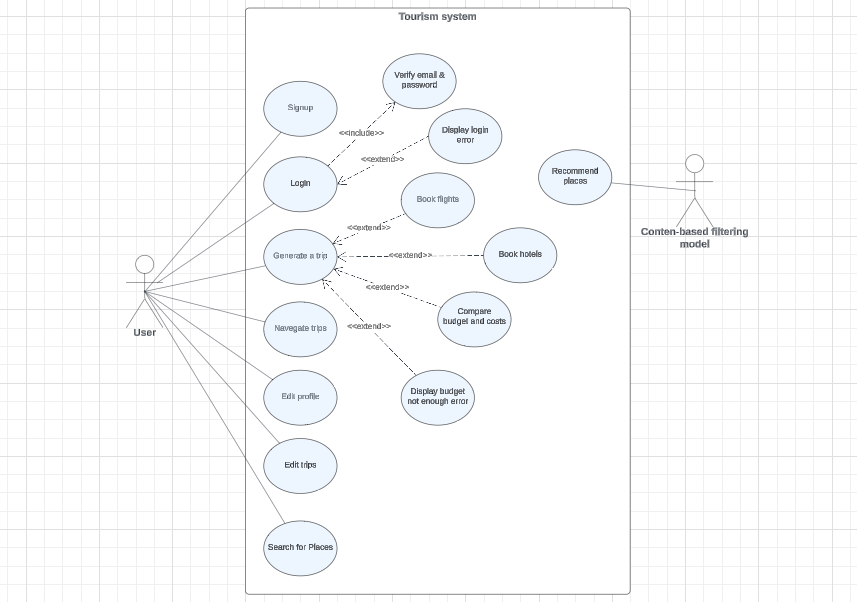 Tourism system
Verify email &
password
Signup
<<include>>
Display login
error
<<extend>>
Login
Recommend
places
Book flights
<<extend>>
Conten-based filtering
model
Generate a trip
<<extend>>
Book hotels
<<extend>>
Compare
budget and costs
User
Navegate trips
<<extend>>
Edit profile
Display budget
not enough error
Edit trips
Search for Places